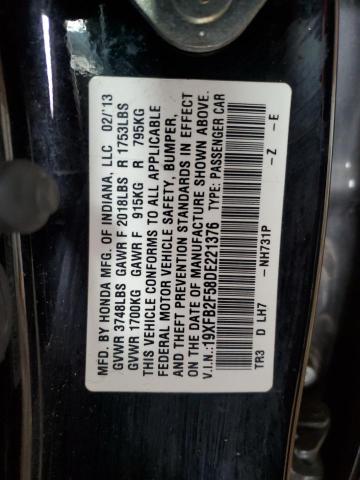 MFD. BY HONDA MFG. OF INDIANA, LLC 02/'13
GVWR 3748LBS GAWR F 2018LBS R 1753LBS
GVWR 1700KG GAWR F 915KG R 795KG
THIS VEHICLE CONFORMS TO ALL APPLICABLE
FEDERAL MOTOR VEHICLE SAFETY, BUMPER,
AND THEFT PREVENTION STANDARDS IN EFFECT
ON THE DATE OF MANUFACTURE SHOWN ABOVE.
V.I.N.:19XFB2F58DE221376 TYPE: PASSENGER CAR
-NH731P -Z -E
TR3 D LH7